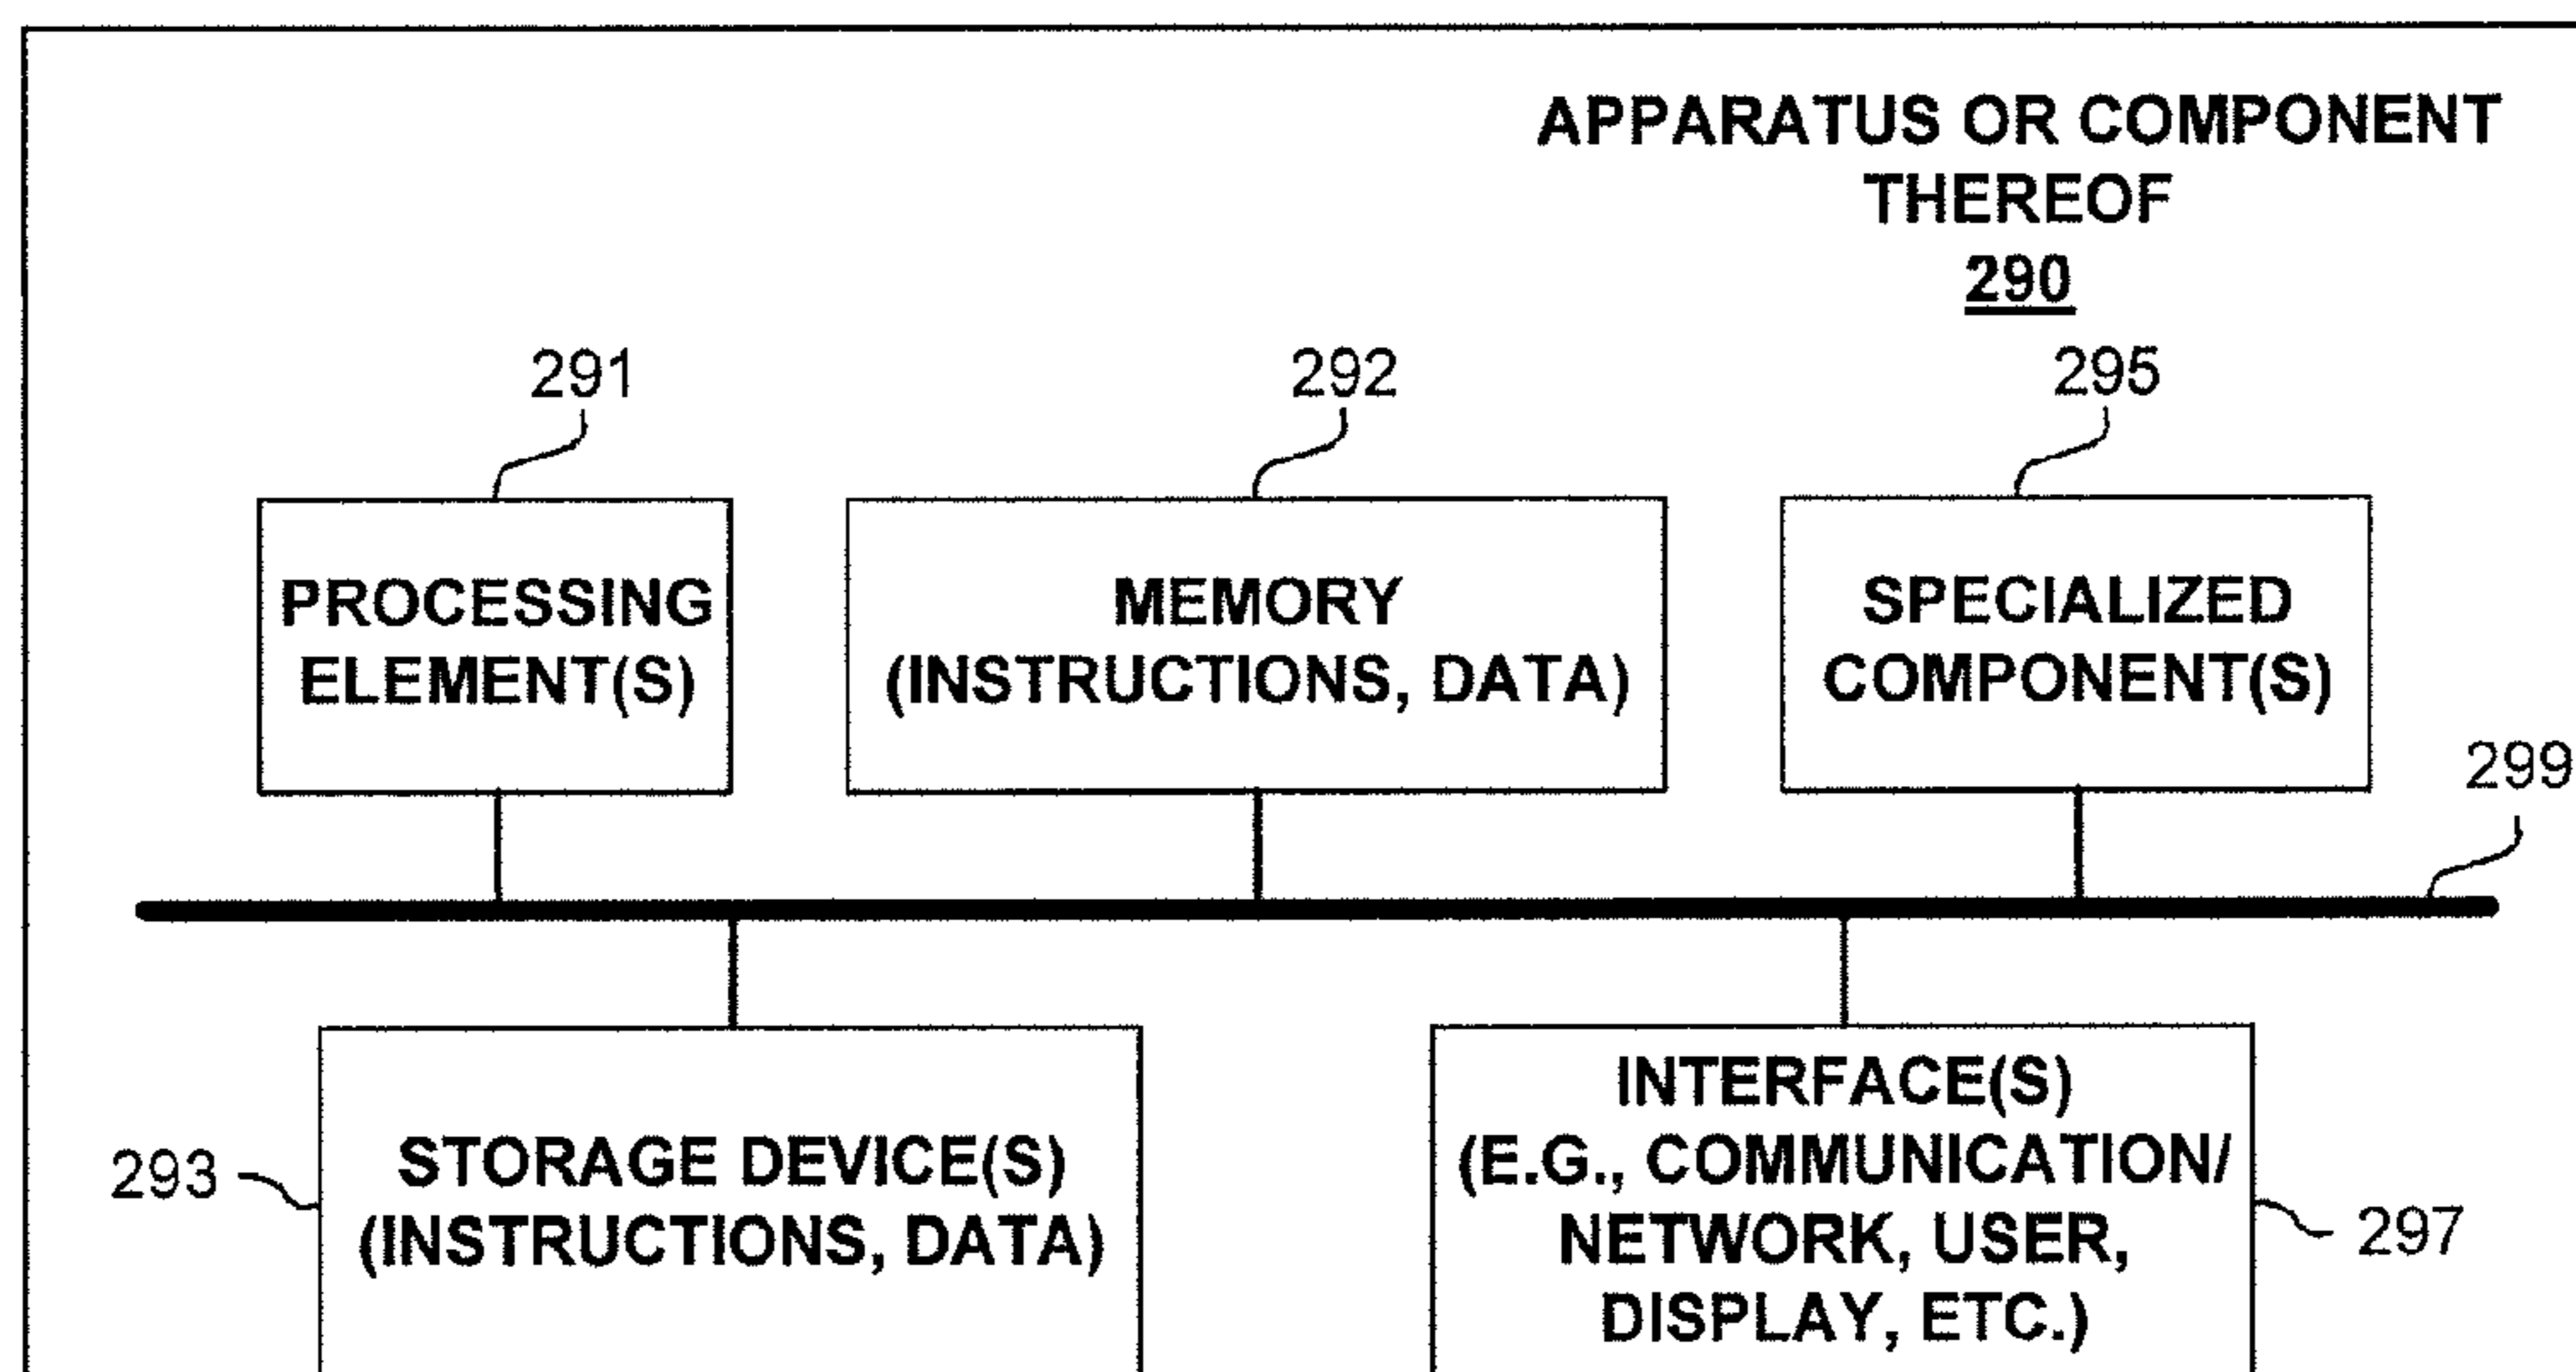 APPARATUS OR COMPONENT
THEREOF
290
291
292
295
PROCESSING
ELEMENT(S)
MEMORY
(INSTRUCTIONS, DATA)
SPECIALIZED
COMPONENT(S)
299
293
STORAGE DEVICE(S)
(INSTRUCTIONS, DATA)
INTERFACE(S)
(E.G., COMMUNICATION/
NETWORK, USER,
DISPLAY, ETC.)
297